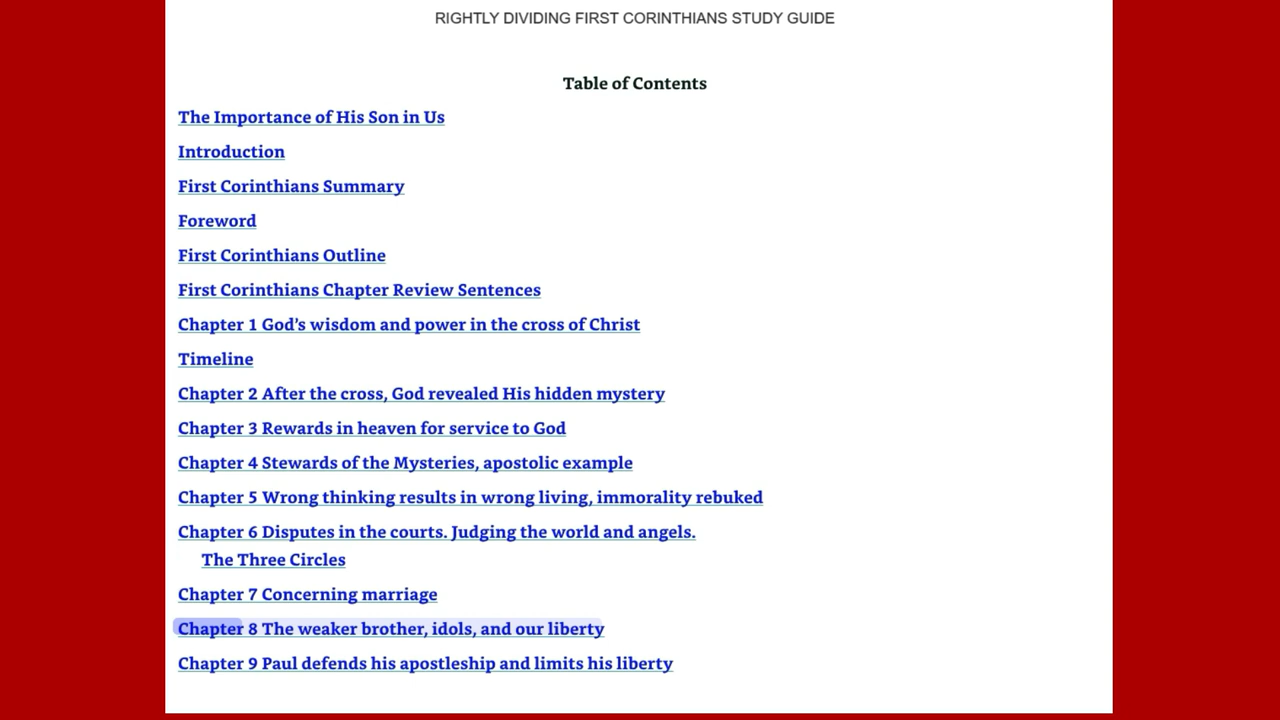 RIGHTLY DIVIDING FIRST CORINTHIANS STUDY GUIDE
Table of Contents
The Importance of His Son in Us
Introduction
First Corinthians Summary
Foreword
First Corinthians Outline
First Corinthians Chapter Review Sentences
Chapter 1 God’s wisdom and power in the cross of Christ
Timeline
Chapter 2 After the cross, God revealed His hidden mystery
Chapter 3 Rewards in heaven for service to God
Chapter 4 Stewards of the Mysteries, apostolic example
Chapter 5 Wrong thinking results in wrong living, immorality rebuked
Chapter 6 Disputes in the courts. Judging the world and angels.
The Three Circles
Chapter 7 Concerning marriage
Chapter 8 The weaker brother, idols, and our liberty
Chapter 9 Paul defends his apostleship and limits his liberty